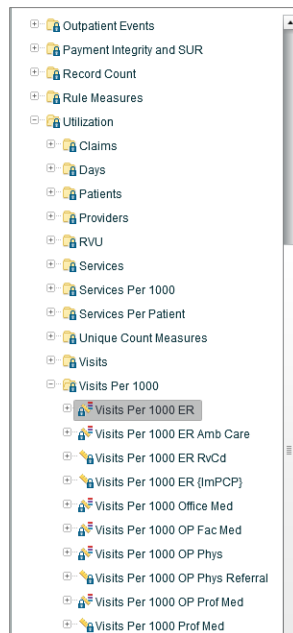 Outpatient Events
Payment Integrity and SUR
Record Count
Rule Measures
Utilization
Claims
Days
Patients
Providers
RVU
Services
Services Per 1000
Services Per Patient
Unique Count Measures
Visits
Visits Per 1000
Visits Per 1000 ER
Visits Per 1000 ER Amb Care
Visits Per 1000 ER RvCd
Visits Per 1000 ER {ImPCP}
Visits Per 1000 Office Med
Visits Per 1000 OP Fac Med
Visits Per 1000 OP Phys
Visits Per 1000 OP Phys Referral
Visits Per 1000 OP Prof Med
Visits Per 1000 Prof Med